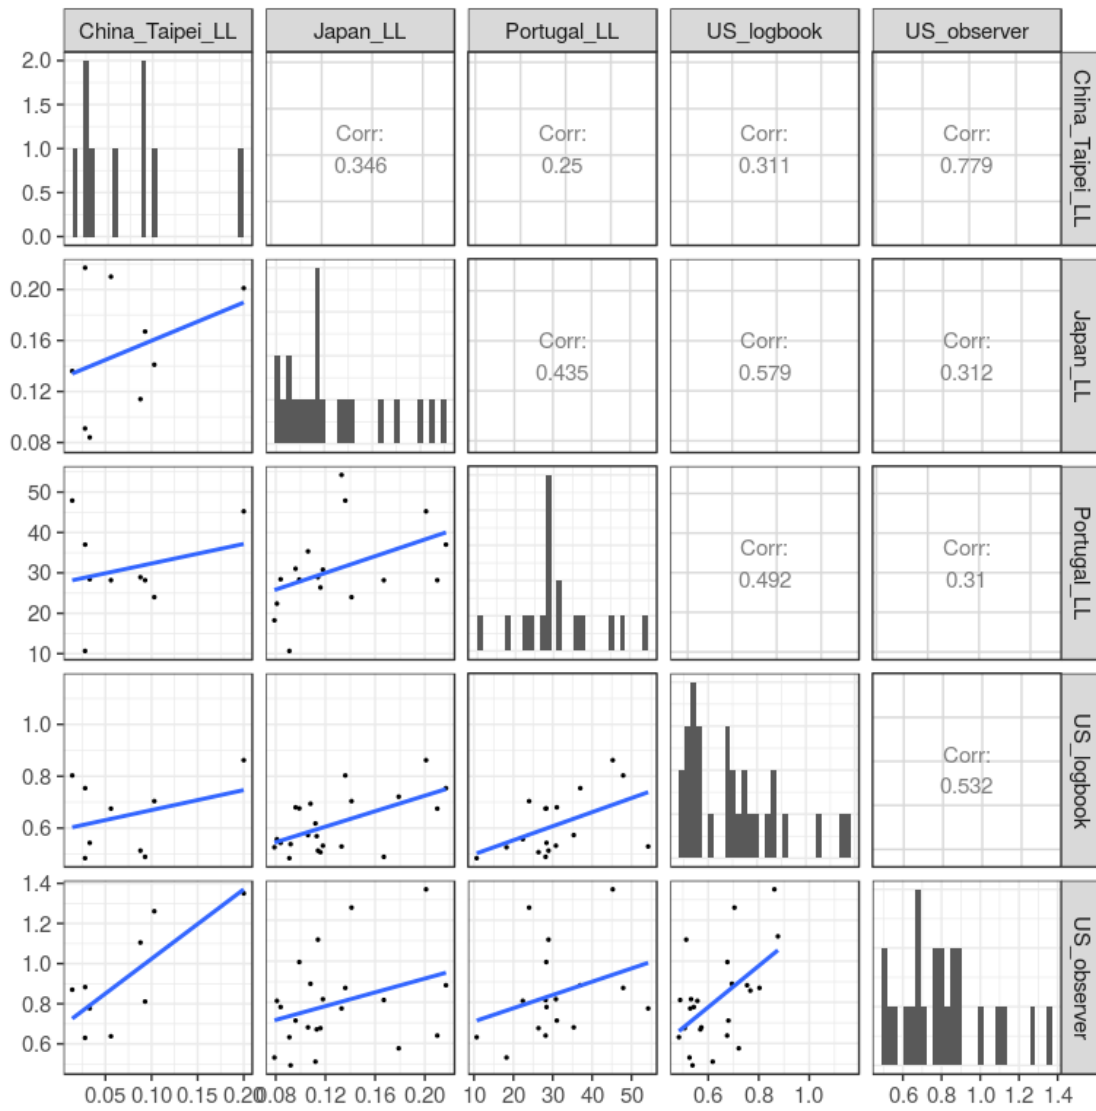 China_Taipei_LL Japan_LL Portugal_LL US_logbook US_observer
2.0
1.5
1.0
0.5
0.0
Corr:
0.346
Corr:
0.25
Corr:
0.311
Corr:
0.779
China_Taipei_LL
0.20
0.16
0.12
0.08
Corr:
0.435
Corr:
0.579
Corr:
0.312
Japan_LL
50
40
30
20
10
Corr:
0.492
Corr:
0.31
Portugal_LL
1.0
0.8
0.6
Corr:
0.532
US_logbook
1.4
1.2
1.0
0.8
0.6
US_observer
0.05 0.10 0.15 0.20 0.08 0.12 0.16 0.20 10 20 30 40 50 0.6 0.8 1.0 0.6 0.8 1.0 1.2 1.4